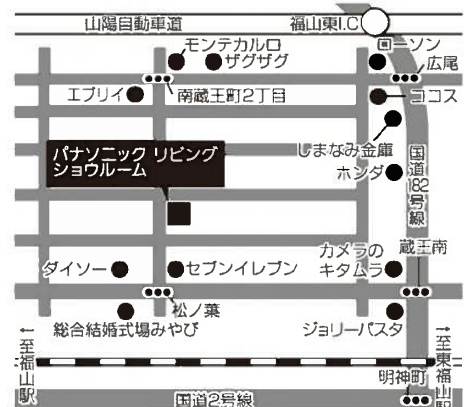 山陽自動車道
福山東I.C
モンテカルロ
ザグザグ
ローソン
広尾
エブリイ
南蔵王町2丁目
ココス
パナソニック リビング
ショウルーム
しまなみ金庫
ホンダ
国道182号線
ダイソー
セブンイレブン
カメラの
キタムラ
蔵王南
松ノ葉
総合結婚式場みやび
ジョリーパスタ
←至福山駅
明神町
→至東福山駅
国道2号線